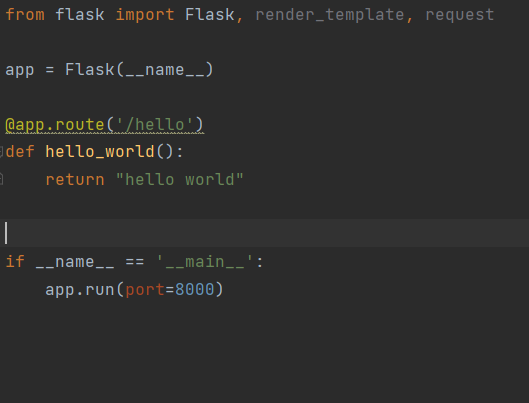 from flask import Flask, render_template, request
app = Flask(__name__)
@app.route('/hello')
def hello_world():
return "hello world"
if __name__ == '__main__':
app.run(port=8000)